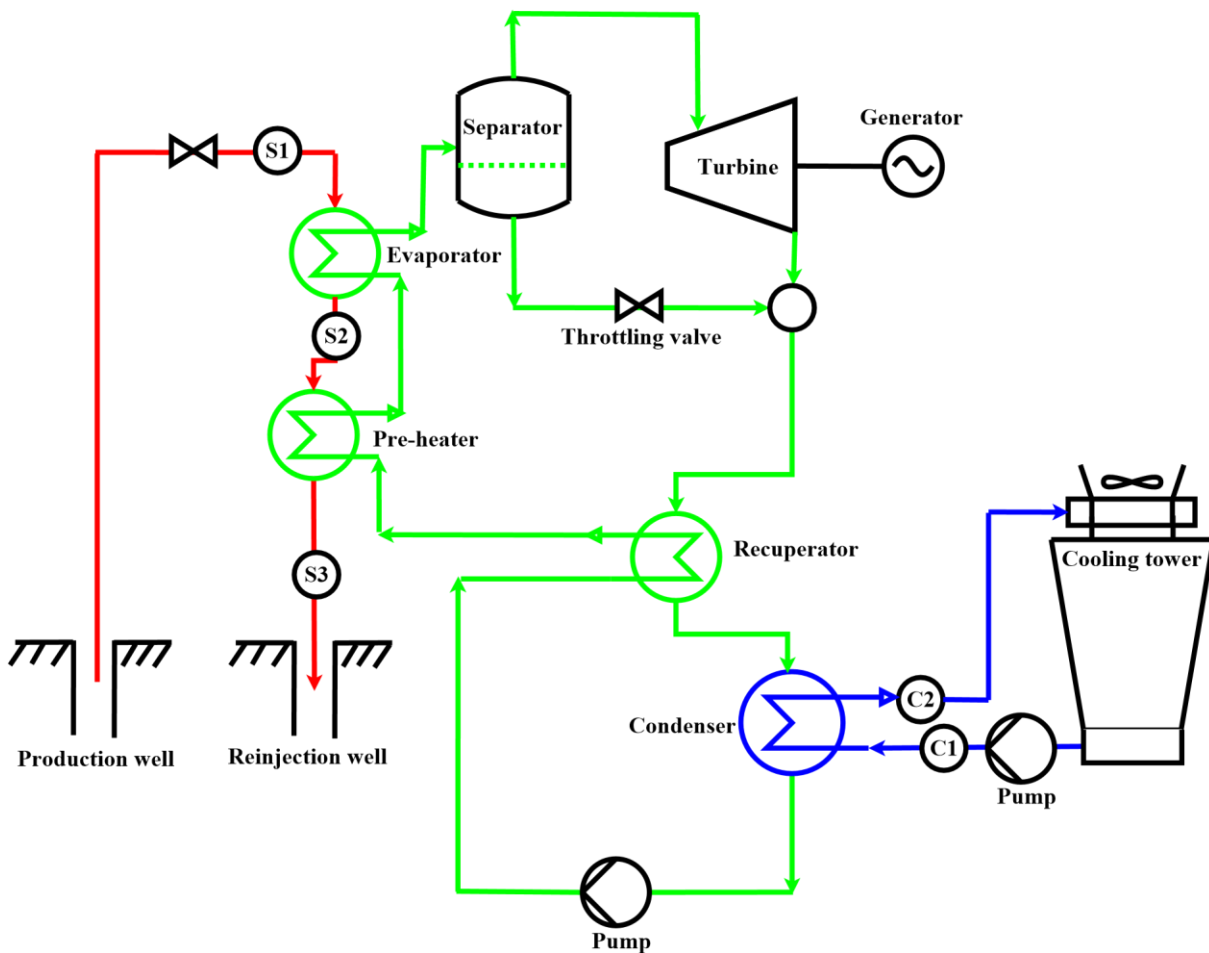 Separator
Generator
S1
Turbine
Evaporator
S2
Throttling valve
Pre-heater
Recuperator
Cooling tower
S3
C2
Condenser
C1
Production well
Reinjection well
Pump
Pump